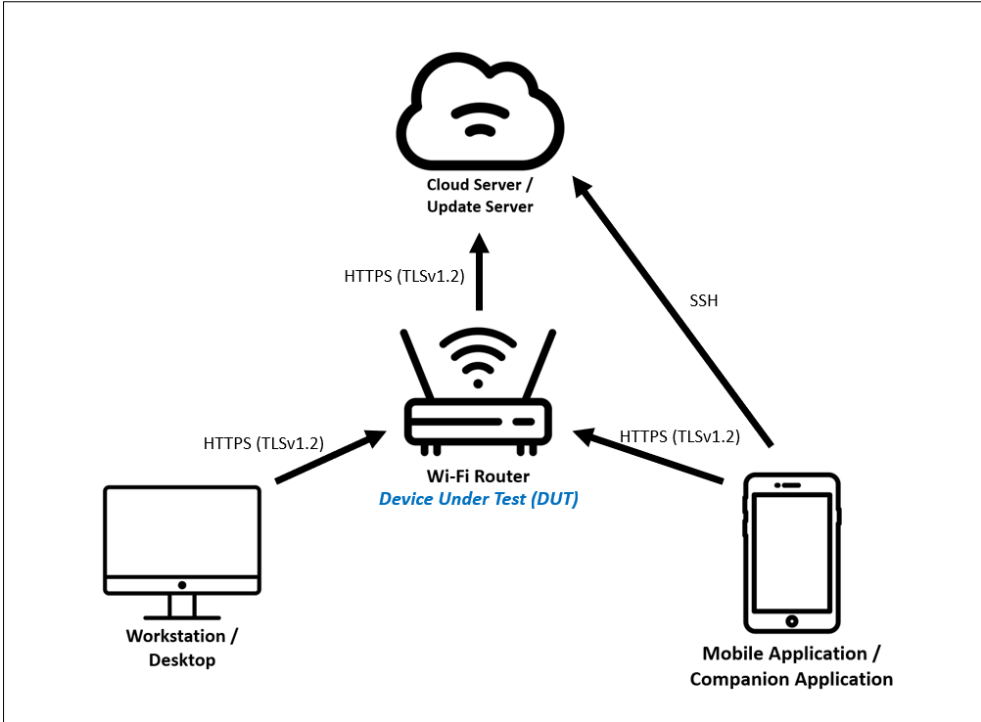 Cloud Server /
Update Server
HTTPS (TLSv1.2)
SSH
HTTPS (TLSv1.2)
HTTPS (TLSv1.2)
Wi-Fi Router
Device Under Test (DUT)
Workstation /
Desktop
Mobile Application /
Companion Application